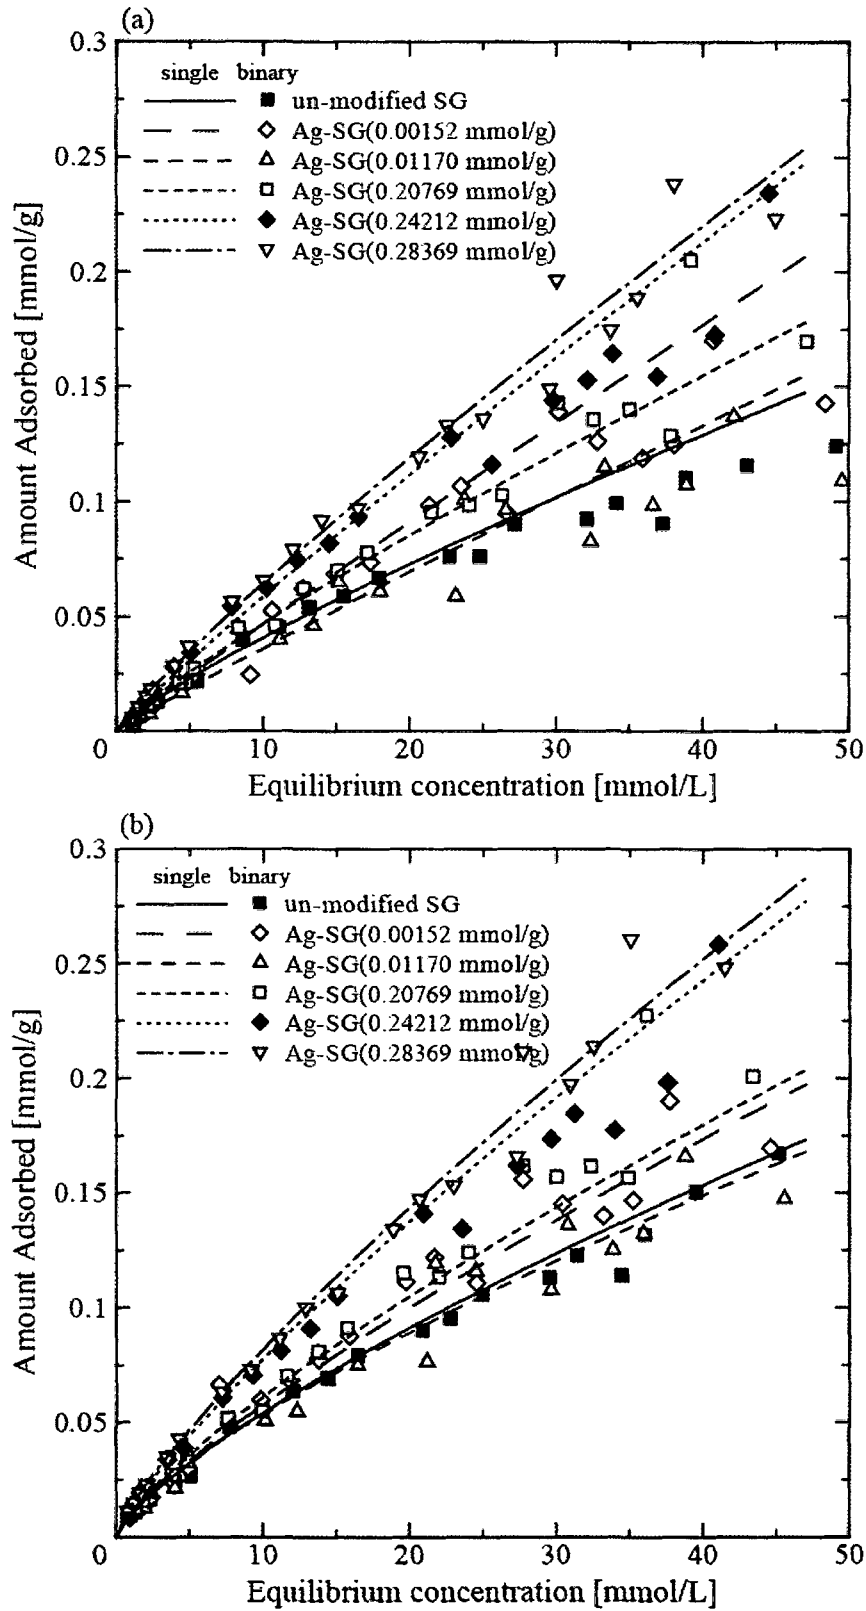 (a)
0.3
single binary
un-modified SG
Ag-SG(0.00152 mmol/g)
0.25
Ag-SG(0.01170 mmol/g)
Ag-SG(0.20769 mmol/g)
Ag-SG(0.24212 mmol/g)
Ag-SG(0.28369 mmol/g)
0.2
0.15
0.1
0.05
Amount Adsorbed [mmol/g]
0 10 20 30 40 50
Equilibrium concentration [mmol/L]
(b)
0.3
single binary
un-modified SG
Ag-SG(0.00152 mmol/g)
0.25
Ag-SG(0.01170 mmol/g)
Ag-SG(0.20769 mmol/g)
Ag-SG(0.24212 mmol/g)
Ag-SG(0.28369 mmol/g)
0.2
0.15
0.1
0.05
Amount Adsorbed [mmol/g]
0 10 20 30 40 50
Equilibrium concentration [mmol/L]